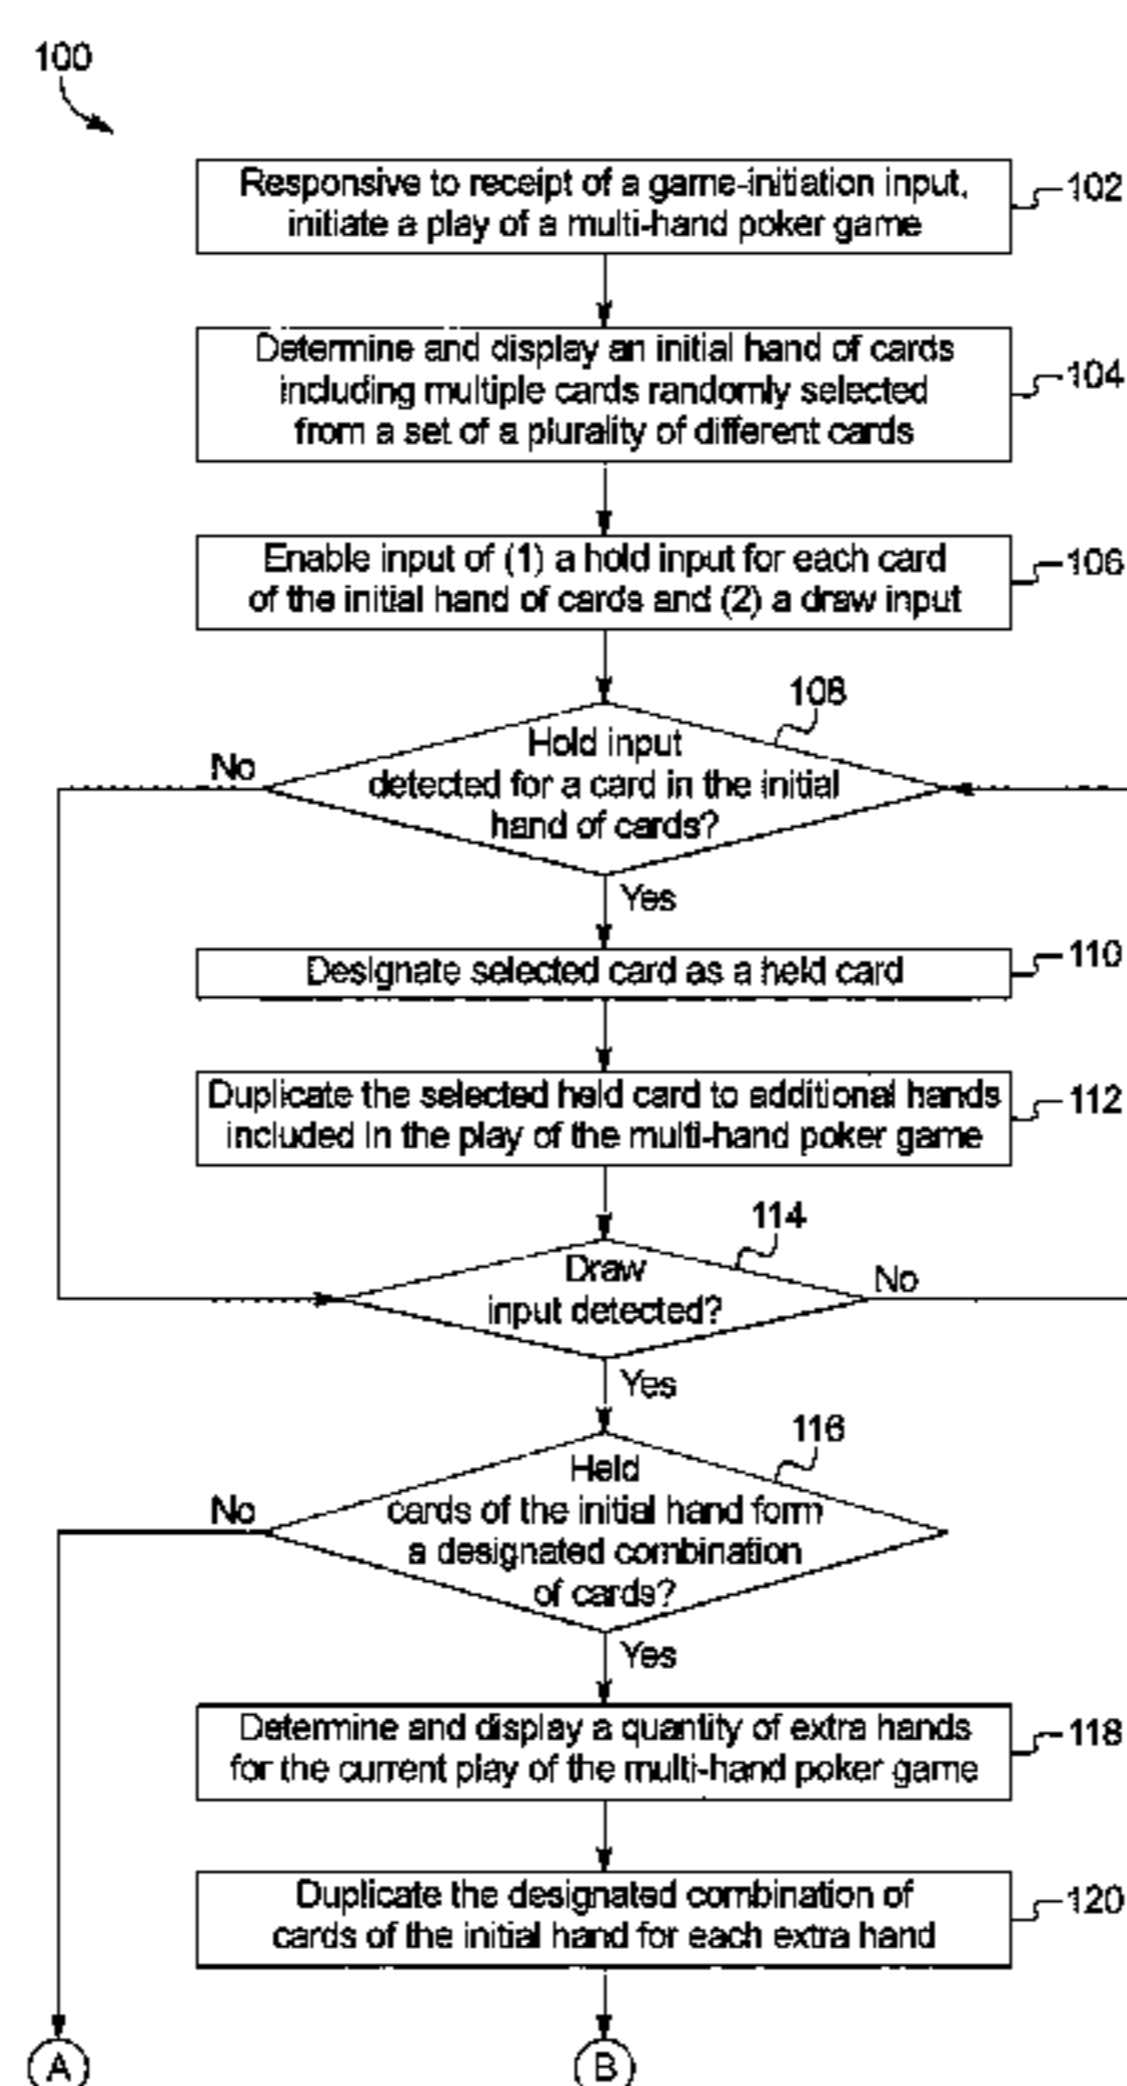 100
Responsive to receipt of a game-initiation input,
initiate a play of a multi-hand poker game
102
Determine and display an initial hand of cards
including multiple cards randomly selected
from a set of a plurality of different cards
104
Enable input of (1) a hold input for each card
of the initial hand of cards and (2) a draw input
106
108
Hold input
detected for a card in the initial
hand of cards?
No
Yes
Designate selected card as a held card
110
Duplicate the selected held card to additional hands
included in the play of the multi-hand poker game
112
114
Draw
input detected?
No
Yes
116
Held
cards of the initial hand form
a designated combination
of cards?
No
Yes
Determine and display a quantity of extra hands
for the current play of the multi-hand poker game
118
Duplicate the designated combination of
cards of the initial hand for each extra hand
120
A
B